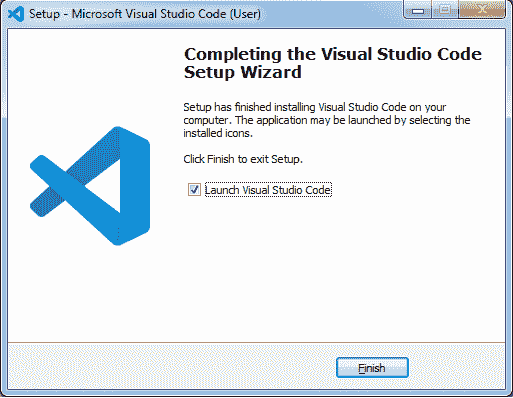 Setup - Microsoft Visual Studio Code (User)
Completing the Visual Studio Code
Setup Wizard
Setup has finished installing Visual Studio Code on your
computer. The application may be launched by selecting the
installed icons.
Click Finish to exit Setup.
Launch Visual Studio Code
Finish